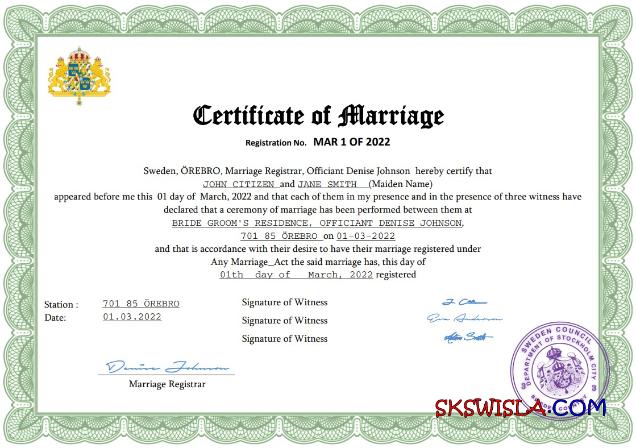 Certificate of Marriage
Registration No. MAR 1 OF 2022
Sweden, ÖREBRO, Marriage Registrar, Officiant Denise Johnson hereby certify that
JOHN CITIZEN and JANE SMITH (Maiden Name)
appeared before me this 01 day of March, 2022 and that each of them in my presence and in the presence of three witness have
declared that a ceremony of marriage has been performed between them at
BRIDE GROOM'S RESIDENCE, OFFICIANT DENISE JOHNSON,
701 85 ÖREBRO on 01-03-2022
and that is accordance with their desire to have their marriage registered under
Any Marriage_Act the said marriage has, this day of
01th day of March, 2022 registered
Station : 701 85 ÖREBRO
Date: 01.03.2022
Signature of Witness
Signature of Witness Eva Anderson
Signature of Witness
Denise Johnson
Marriage Registrar
SWEDEN COUNCIL
DEPARTMENT OF STOCKHOLM CITY
SKSWISLA.COM